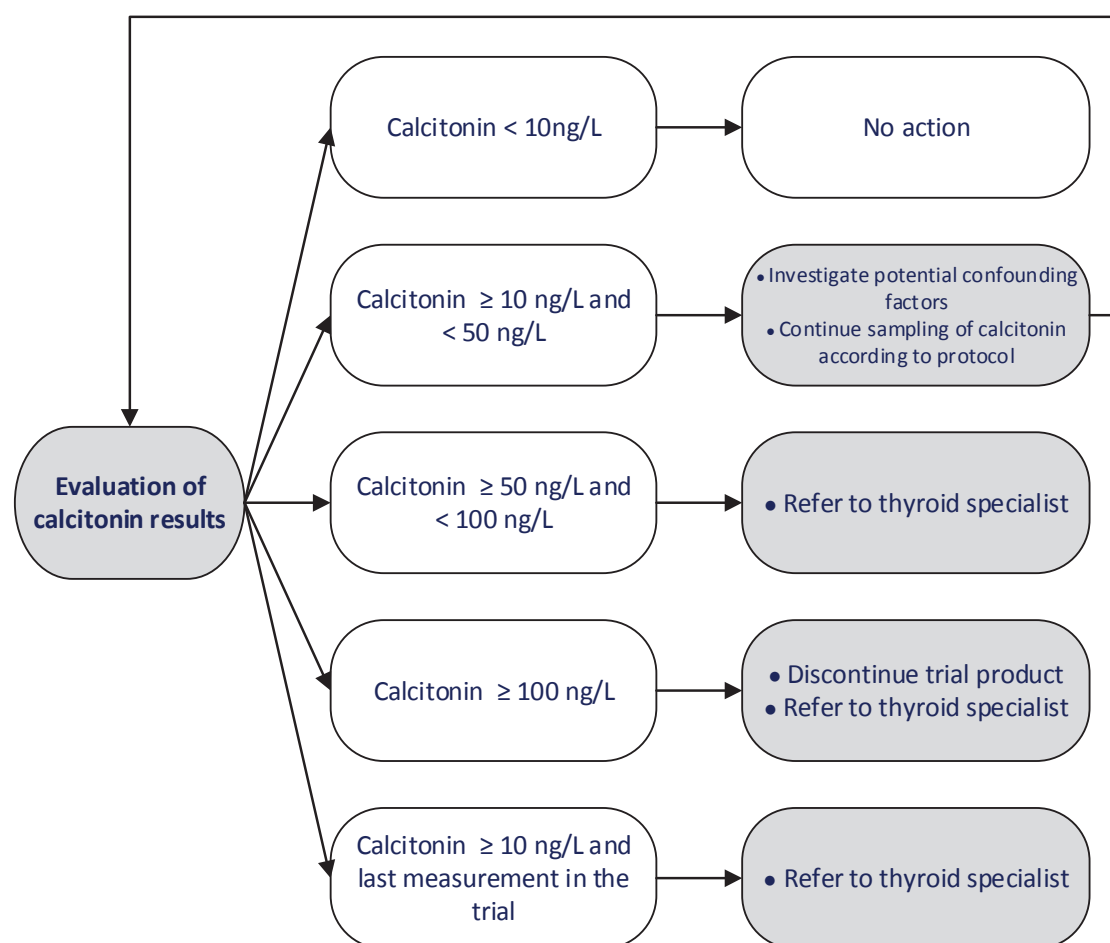 Calcitonin < 10ng/L
No action
Calcitonin ≥ 10 ng/L and
< 50 ng/L
• Investigate potential confounding
factors
• Continue sampling of calcitonin
according to protocol
Evaluation of
calcitonin results
Calcitonin ≥ 50 ng/L and
< 100 ng/L
• Refer to thyroid specialist
Calcitonin ≥ 100 ng/L
• Discontinue trial product
• Refer to thyroid specialist
Calcitonin ≥ 10 ng/L and
last measurement in the
trial
• Refer to thyroid specialist